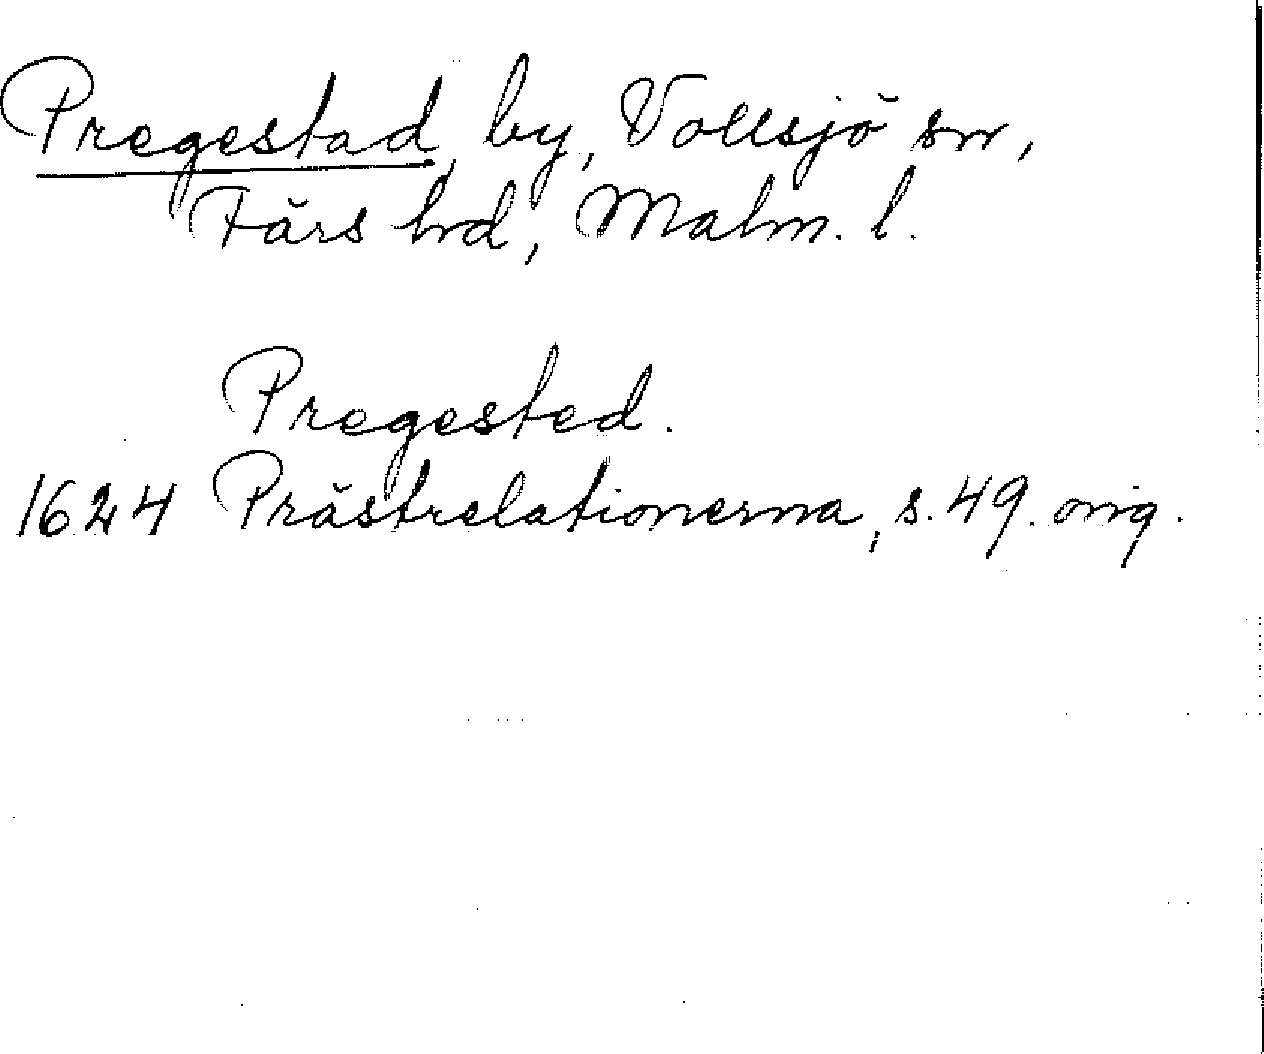 Pregestad, by, Vollsjö sn,
Färs hd, Malm. l.
Pregested.
1624 Prästrelationerna, s. 49. orig.